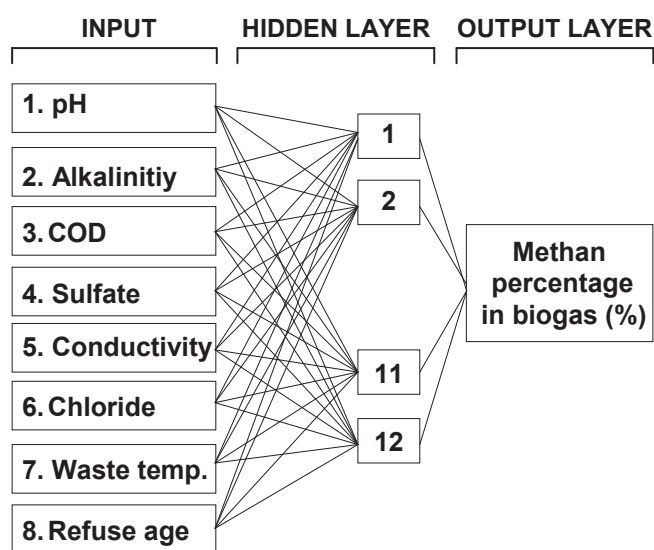 INPUT
HIDDEN LAYER
OUTPUT LAYER
1. pH
2. Alkalinitiy
3. COD
4. Sulfate
5. Conductivity
6. Chloride
7. Waste temp.
8. Refuse age
1
2
11
12
Methan
percentage
in biogas (%)